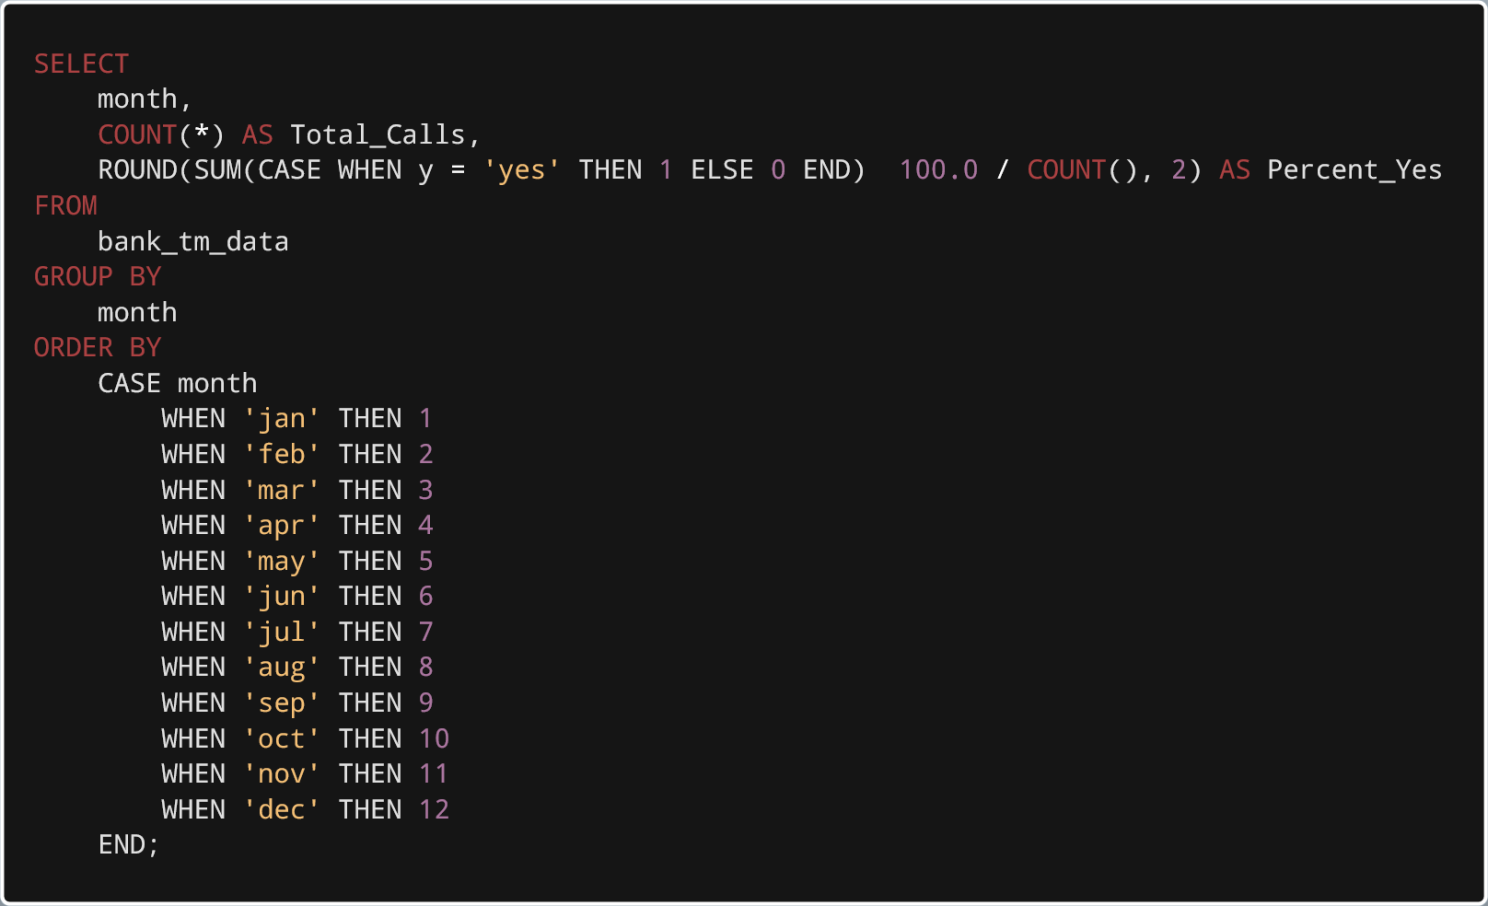 SELECT
    month,
    COUNT(*) AS Total_Calls,
    ROUND(SUM(CASE WHEN y = 'yes' THEN 1 ELSE 0 END)  100.0 / COUNT(), 2) AS Percent_Yes
FROM
    bank_tm_data
GROUP BY
    month
ORDER BY
    CASE month
        WHEN 'jan' THEN 1
        WHEN 'feb' THEN 2
        WHEN 'mar' THEN 3
        WHEN 'apr' THEN 4
        WHEN 'may' THEN 5
        WHEN 'jun' THEN 6
        WHEN 'jul' THEN 7
        WHEN 'aug' THEN 8
        WHEN 'sep' THEN 9
        WHEN 'oct' THEN 10
        WHEN 'nov' THEN 11
        WHEN 'dec' THEN 12
    END;